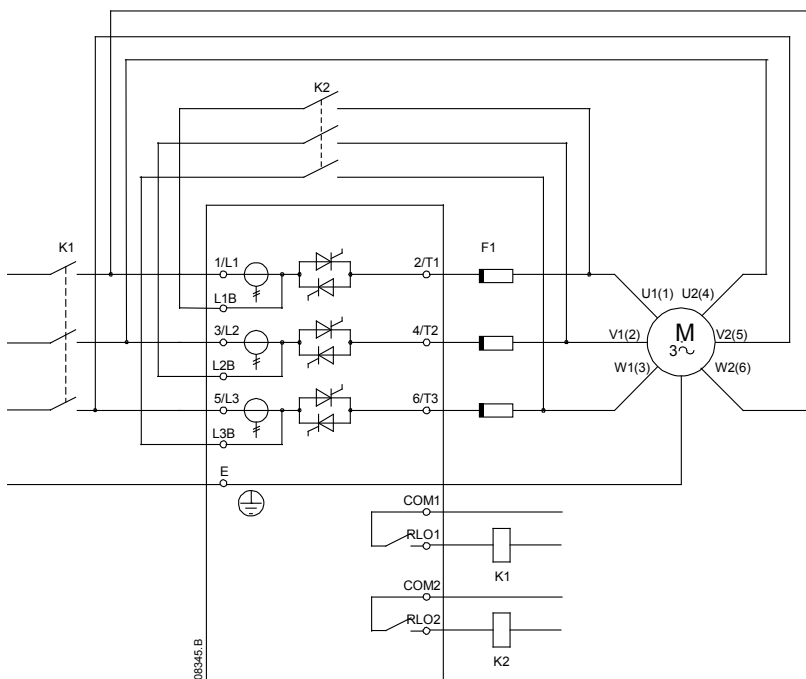 K2
K1
1/L1
2/T1
F1
L1B
U1(1) U2(4)
3/L2
4/T2
V1(2)
M
3~
V2(5)
L2B
W1(3)
W2(6)
5/L3
6/T3
L3B
E
COM1
RLO1
K1
COM2
RLO2
K2
08345.B